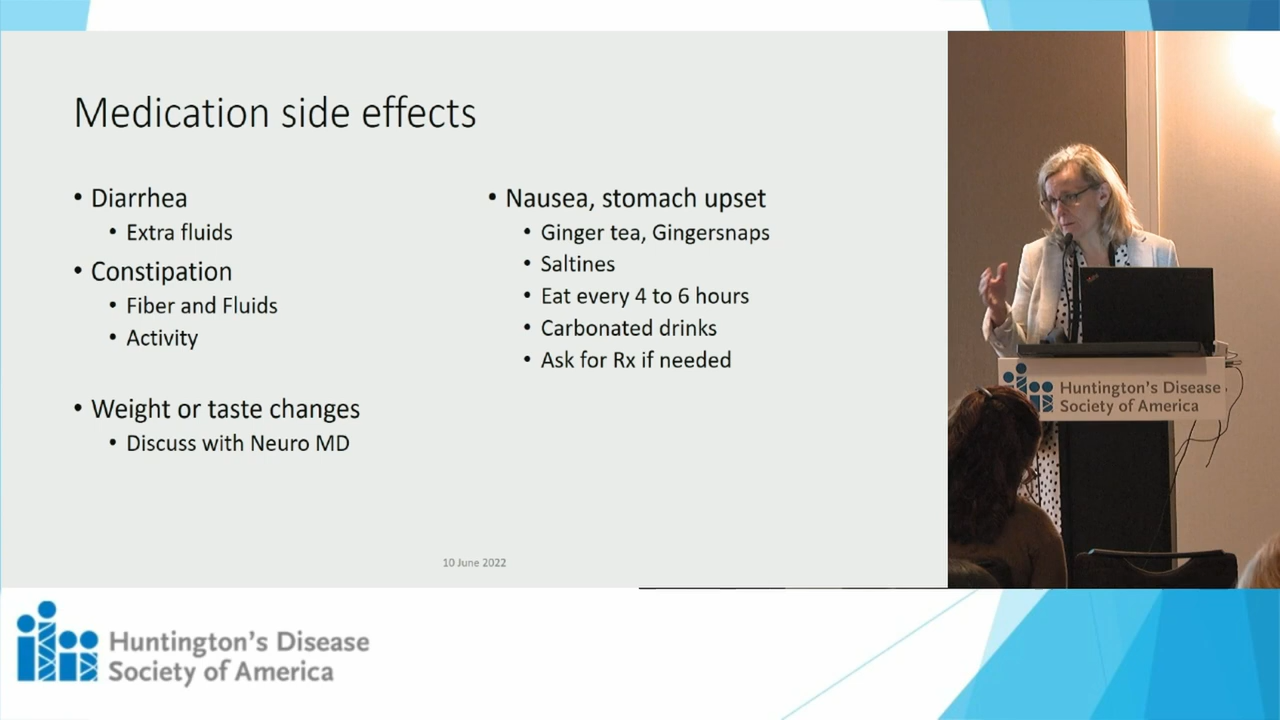 Medication side effects
• Diarrhea
• Extra fluids
• Constipation
• Fiber and Fluids
• Activity
• Weight or taste changes
• Discuss with Neuro MD
• Nausea, stomach upset
• Ginger tea, Gingersnaps
• Saltines
• Eat every 4 to 6 hours
• Carbonated drinks
• Ask for Rx if needed
10 June 2022
Huntington's Disease
Society of America
Huntington's Disease
Society of America